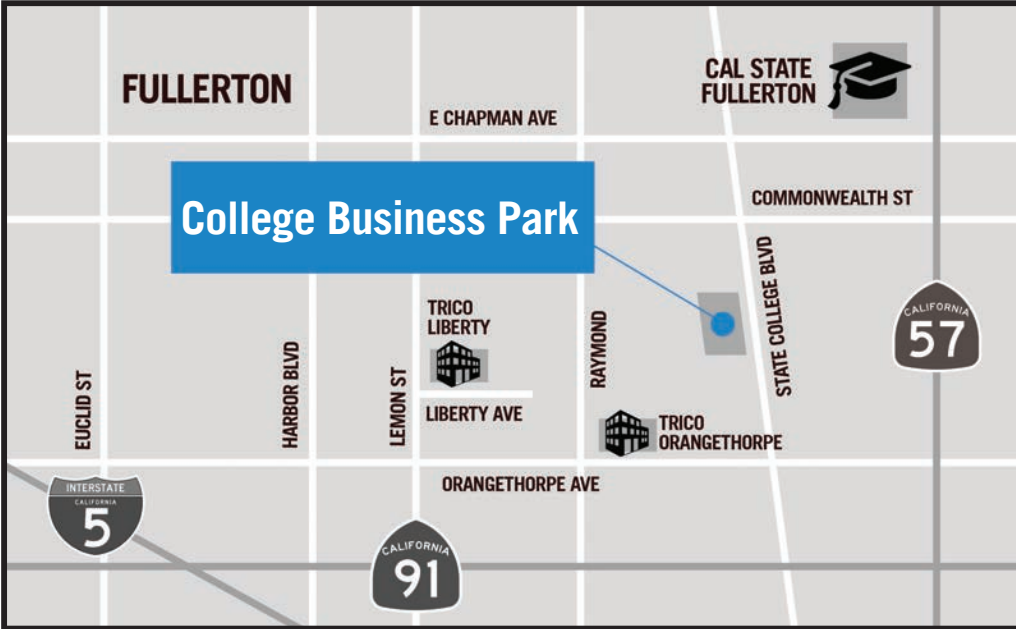 FULLERTON
CAL STATE
FULLERTON
E CHAPMAN AVE
COMMONWEALTH ST
College Business Park
STATE COLLEGE BLVD
CALIFORNIA
57
TRICO
LIBERTY
RAYMOND
EUCLID ST
HARBOR BLVD
LEMON ST
LIBERTY AVE
TRICO
ORANGETHORPE
ORANGETHORPE AVE
INTERSTATE
CALIFORNIA
5
CALIFORNIA
91